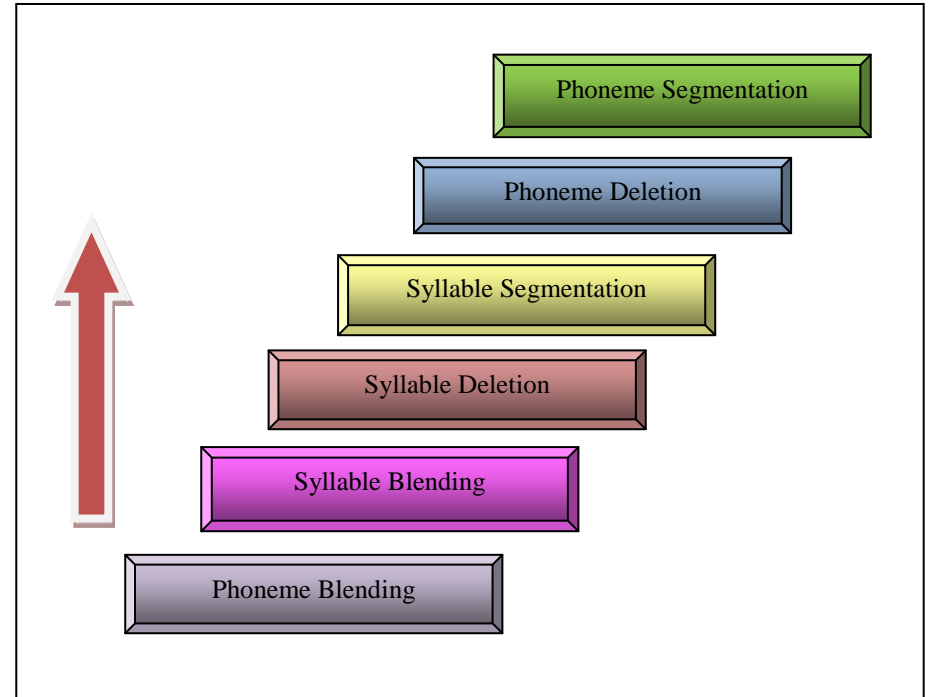 Phoneme Segmentation
Phoneme Deletion
Syllable Segmentation
Syllable Deletion
Syllable Blending
Phoneme Blending